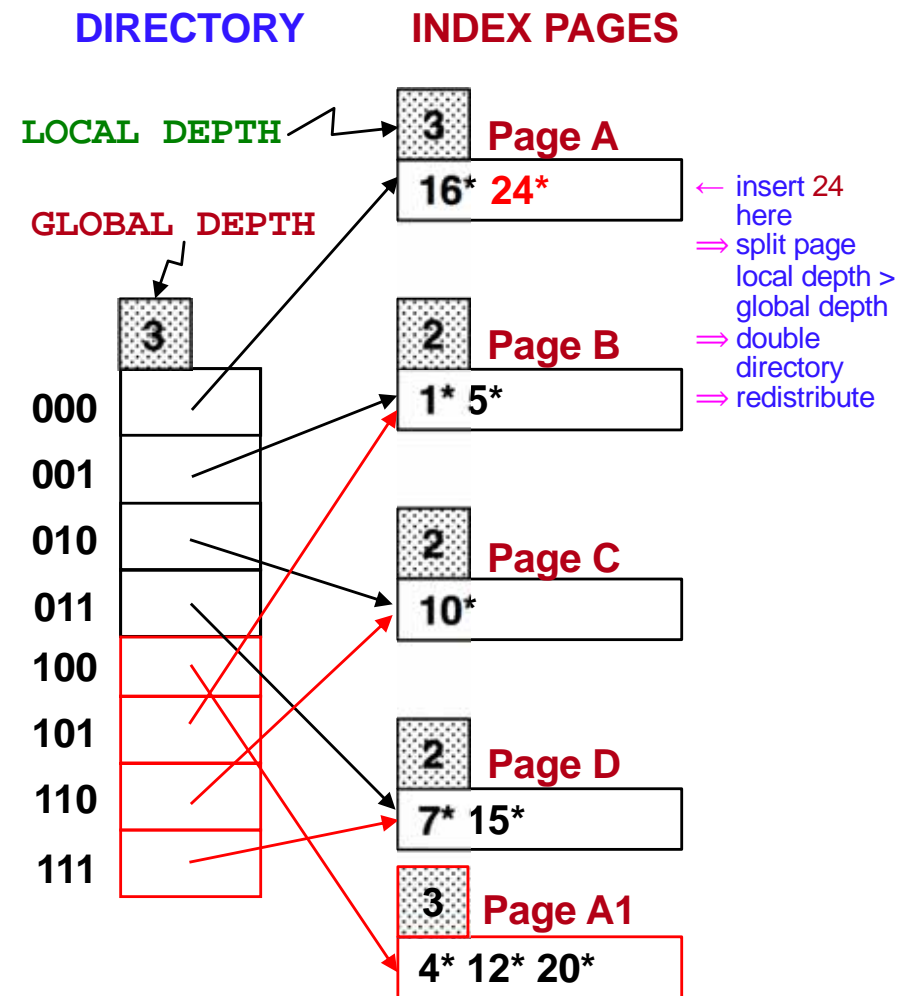 DIRECTORY INDEX PAGES
LOCAL DEPTH
3 Page A
16* 24*
← insert 24
here
⇒ split page
local depth >
global depth
⇒ double
directory
⇒ redistribute
GLOBAL DEPTH
3
2 Page B
1* 5*
000
001
010
011
100
101
110
111
2 Page C
10*
2 Page D
7* 15*
3 Page A1
4* 12* 20*